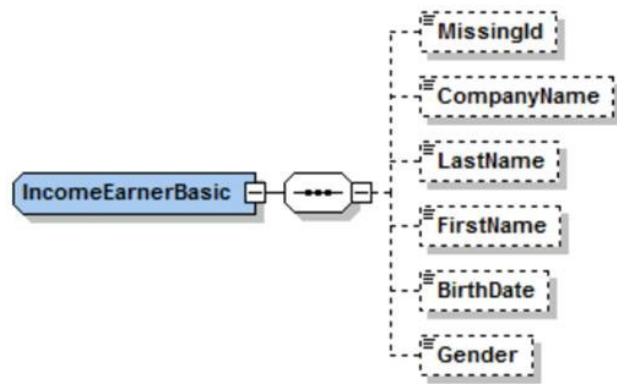 MissingId
CompanyName
LastName
IncomeEarnerBasic
FirstName
BirthDate
Gender